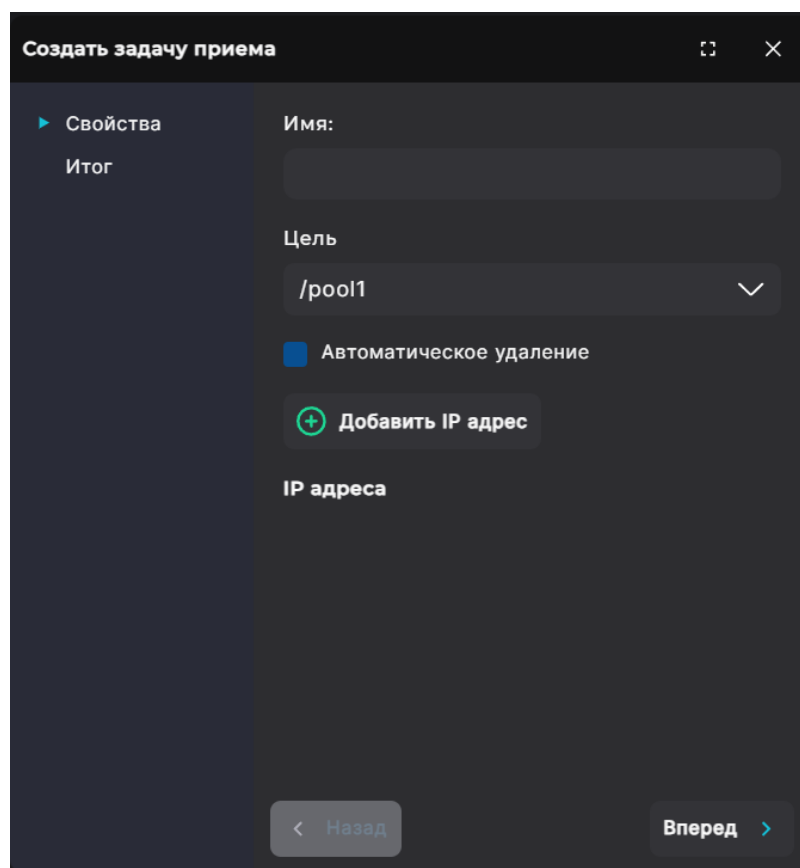 Создать задачу приема
Свойства
Итог
Имя:
Цель
/pool1
Автоматическое удаление
Добавить IP адрес
IP адреса
Назад
Вперед